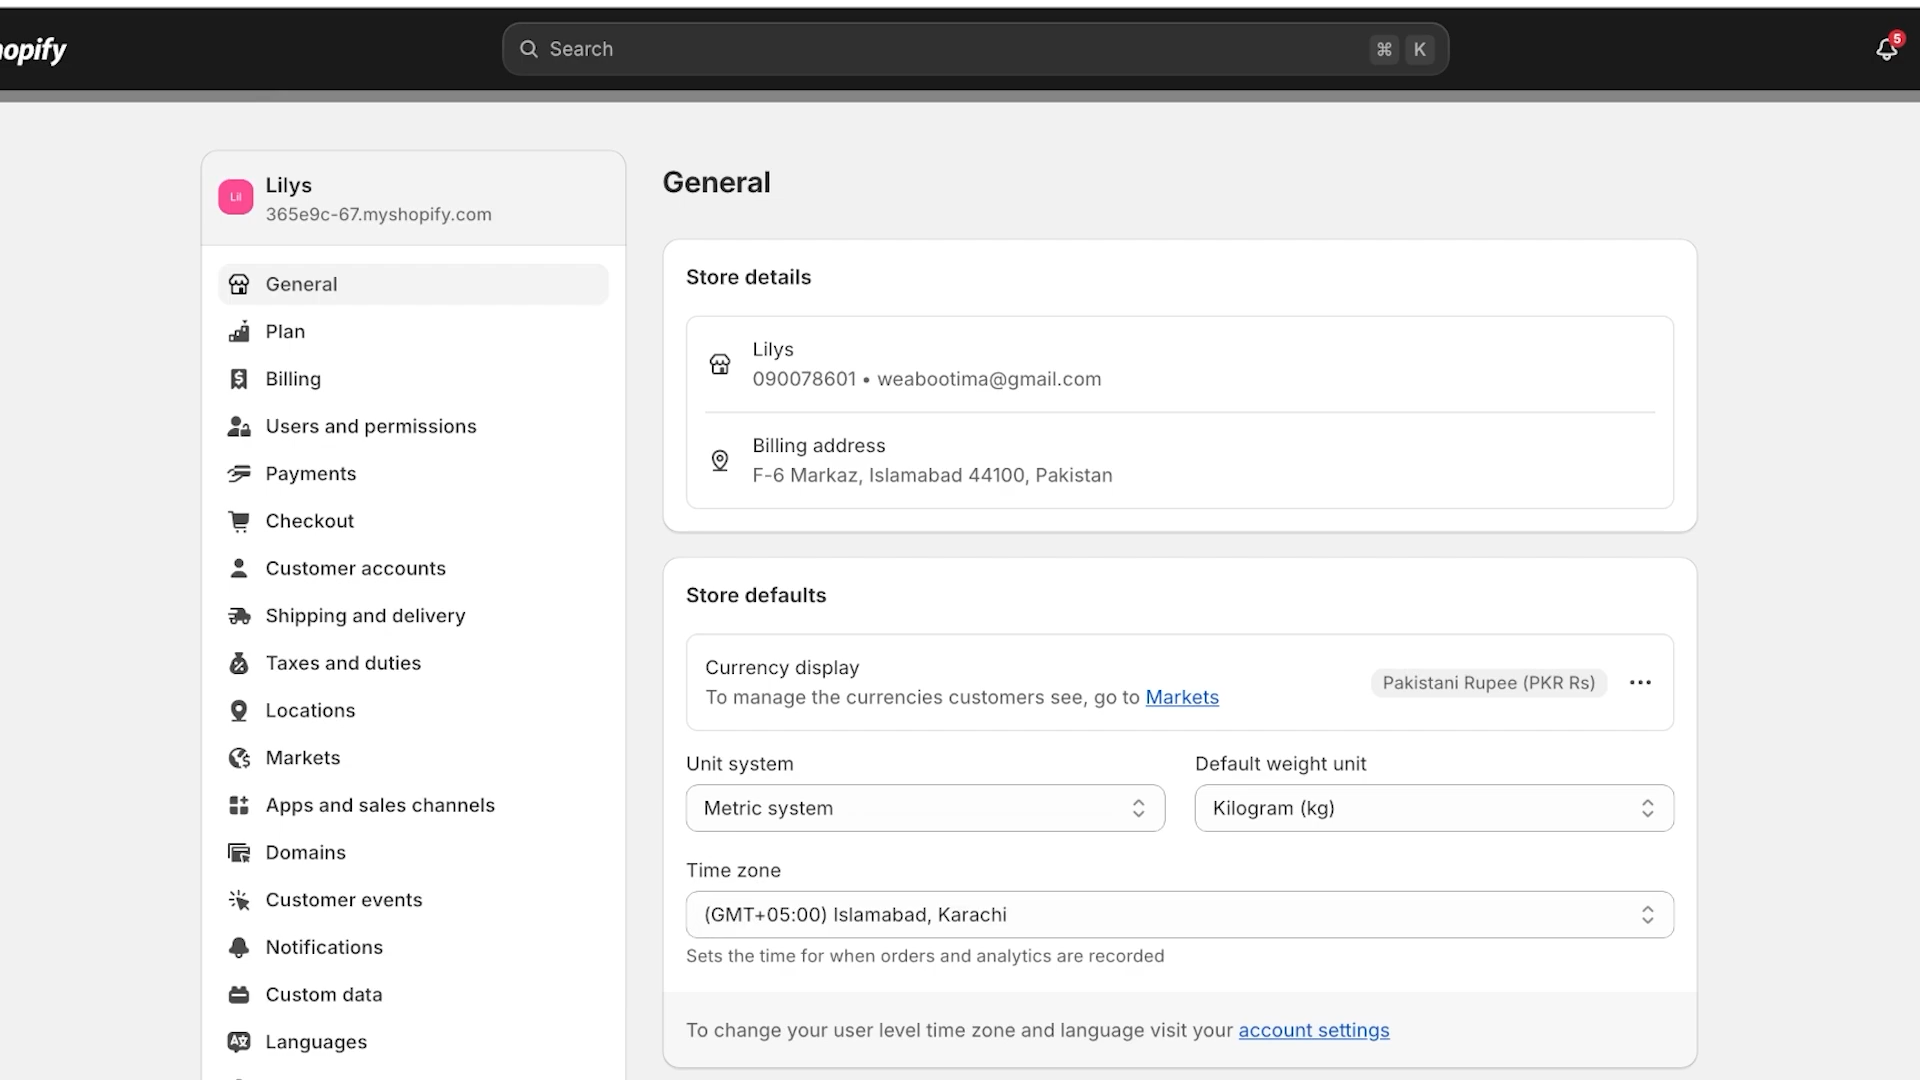 hopify
Search
⌘ K
5
Lil
Lilys
365e9c-67.myshopify.com
General
Plan
Billing
Users and permissions
Payments
Checkout
Customer accounts
Shipping and delivery
Taxes and duties
Locations
Markets
Apps and sales channels
Domains
Customer events
Notifications
Custom data
Languages
General
Store details
Lilys
090078601 • weabootima@gmail.com
Billing address
F-6 Markaz, Islamabad 44100, Pakistan
Store defaults
Currency display
To manage the currencies customers see, go to Markets
Pakistani Rupee (PKR Rs)
Unit system
Metric system
Default weight unit
Kilogram (kg)
Time zone
(GMT+05:00) Islamabad, Karachi
Sets the time for when orders and analytics are recorded
To change your user level time zone and language visit your account settings